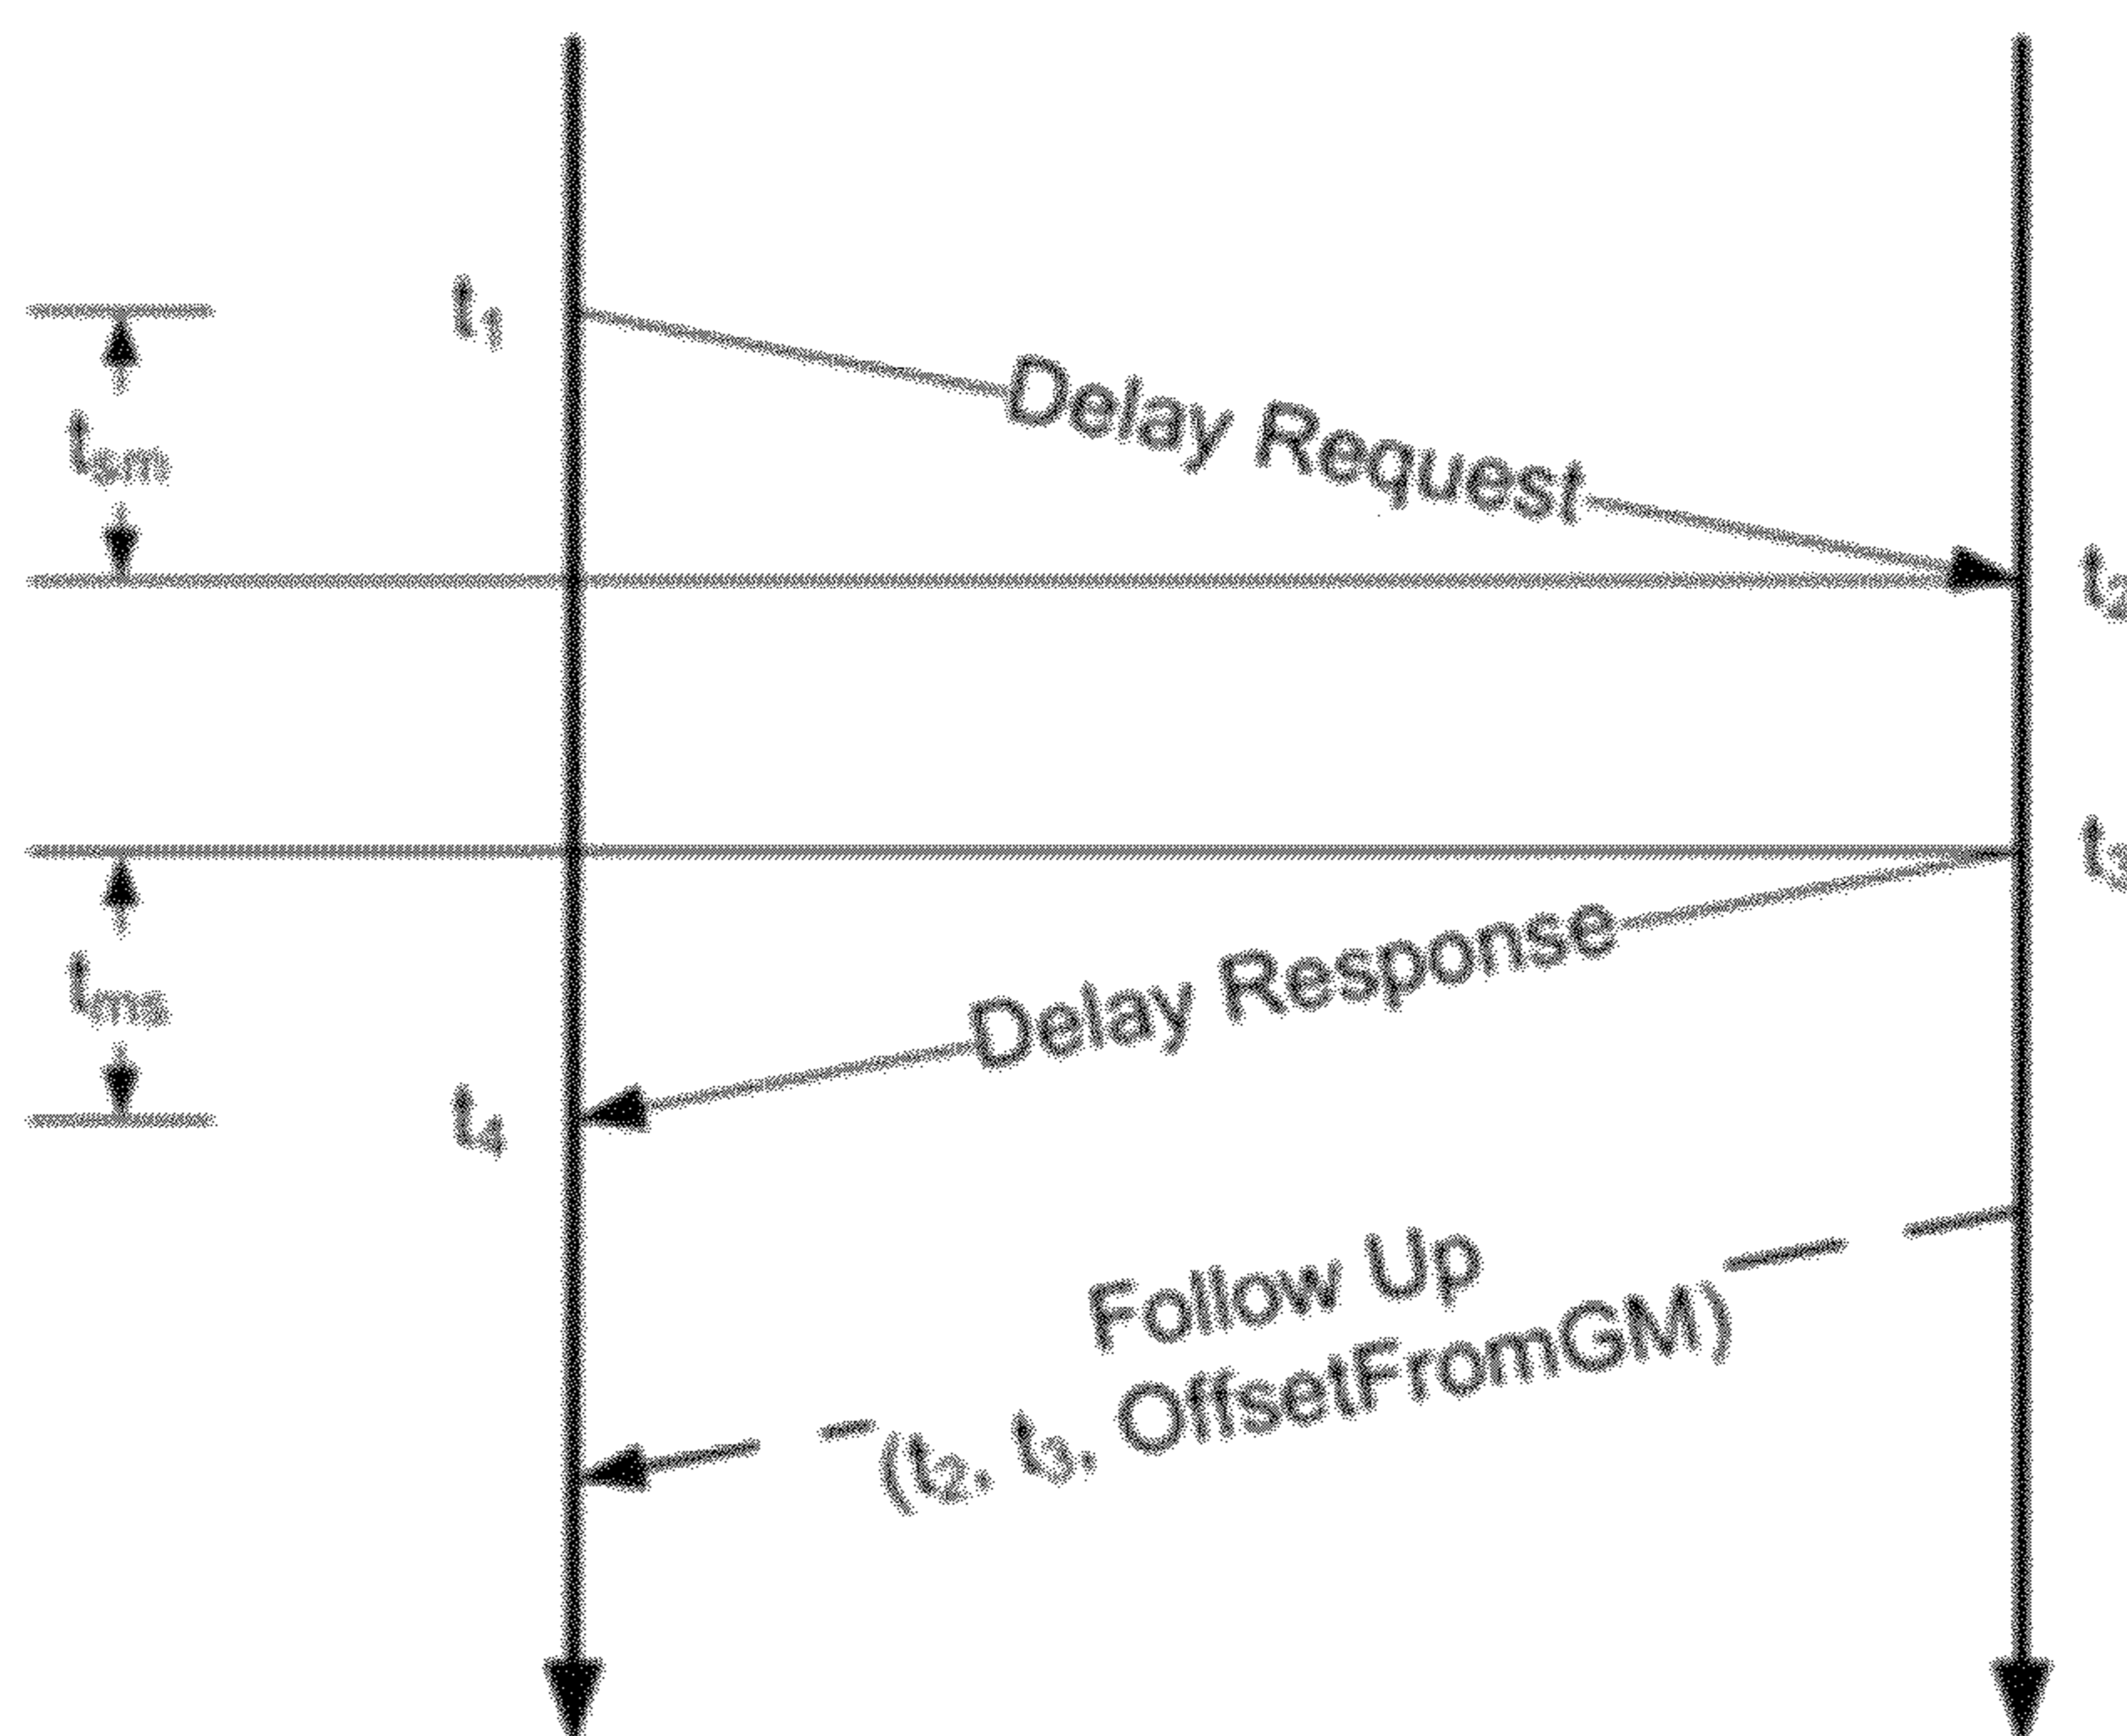 t₁
Delay Request
tₛₘ
t₂
t₃
Delay Response
tₘₛ
t₄
Follow Up
(t₂, t₃, OffsetFromGM)